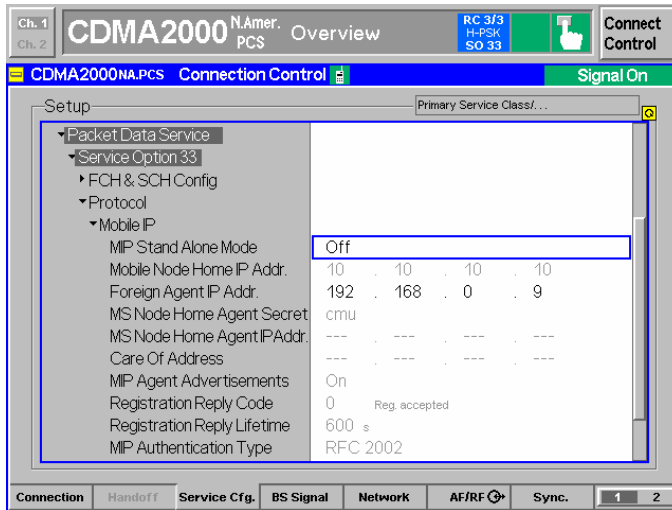 Ch. 1
Ch. 2
CDMA2000 N.Amer. PCS Overview
RC 3/3
H-PSK
SO 33
Connect Control
CDMA2000 NA.PCS Connection Control
Signal On
Setup
Primary Service Class/...
Packet Data Service
Service Option 33
FCH & SCH Config
Protocol
Mobile IP
MIP Stand Alone Mode Off
Mobile Node Home IP Addr. 10 . 10 . 10 . 10
Foreign Agent IP Addr. 192 . 168 . 0 . 9
MS Node Home Agent Secret cmu
MS Node Home Agent IPAddr. --- . --- . --- . ---
Care Of Address --- . --- . --- . ---
MIP Agent Advertisements On
Registration Reply Code 0 Reg. accepted
Registration Reply Lifetime 600 s
MIP Authentication Type RFC 2002
Connection Handoff Service Cfg. BS Signal Network AF/RF Sync. 1 2